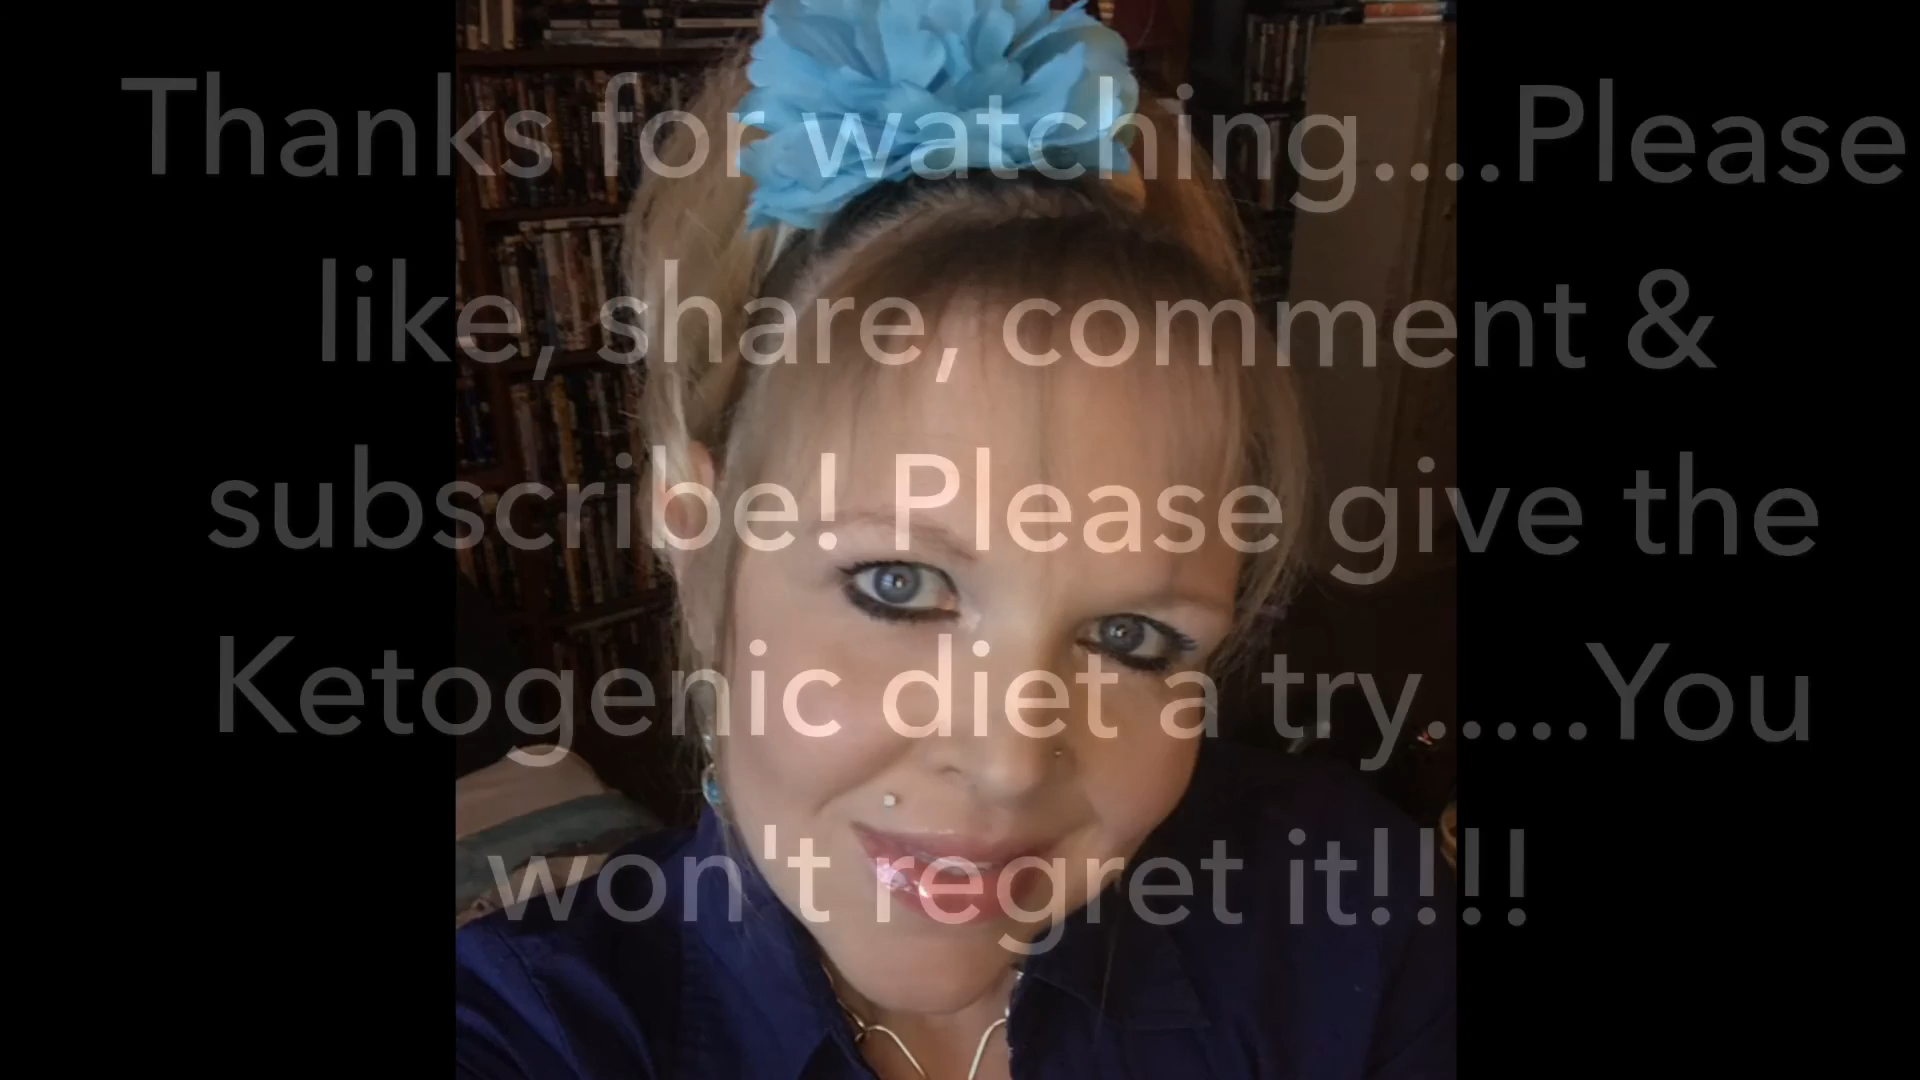 Thanks for watching....Please
like, share, comment &
subscribe! Please give the
Ketogenic diet a try.....You
won't regret it!!!!